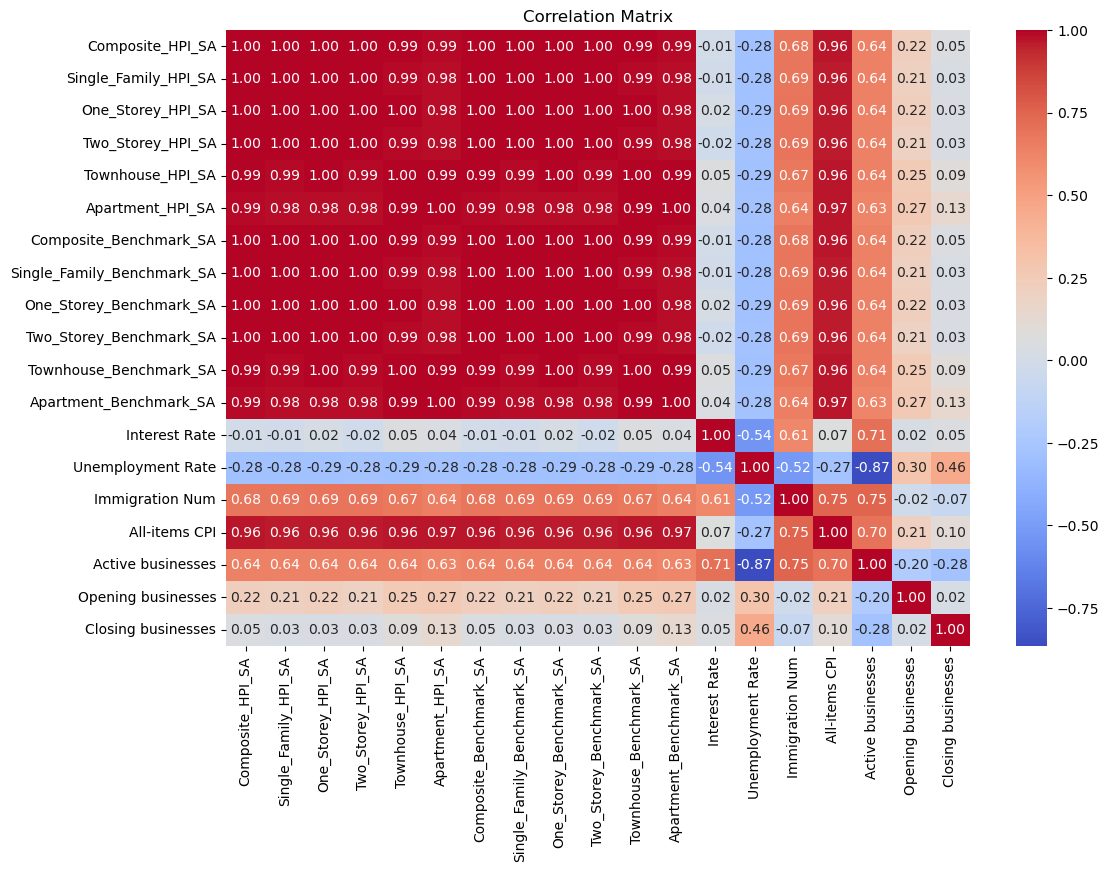 Correlation Matrix
Composite_HPI_SA 1.00 1.00 1.00 1.00 0.99 0.99 1.00 1.00 1.00 1.00 0.99 0.99 -0.01 -0.28 0.68 0.96 0.64 0.22 0.05
Single_Family_HPI_SA 1.00 1.00 1.00 1.00 0.99 0.98 1.00 1.00 1.00 1.00 0.99 0.98 -0.01 -0.28 0.69 0.96 0.64 0.21 0.03
One_Storey_HPI_SA 1.00 1.00 1.00 1.00 1.00 0.98 1.00 1.00 1.00 1.00 1.00 0.98 0.02 -0.29 0.69 0.96 0.64 0.22 0.03
Two_Storey_HPI_SA 1.00 1.00 1.00 1.00 0.99 0.98 1.00 1.00 1.00 1.00 0.99 0.98 -0.02 -0.28 0.69 0.96 0.64 0.21 0.03
Townhouse_HPI_SA 0.99 0.99 1.00 0.99 1.00 0.99 0.99 0.99 1.00 0.99 1.00 0.99 0.05 -0.29 0.67 0.96 0.64 0.25 0.09
Apartment_HPI_SA 0.99 0.98 0.98 0.98 0.99 1.00 0.99 0.98 0.98 0.98 0.99 1.00 0.04 -0.28 0.64 0.97 0.63 0.27 0.13
Composite_Benchmark_SA 1.00 1.00 1.00 1.00 0.99 0.99 1.00 1.00 1.00 1.00 0.99 0.99 -0.01 -0.28 0.68 0.96 0.64 0.22 0.05
Single_Family_Benchmark_SA 1.00 1.00 1.00 1.00 0.99 0.98 1.00 1.00 1.00 1.00 0.99 0.98 -0.01 -0.28 0.69 0.96 0.64 0.21 0.03
One_Storey_Benchmark_SA 1.00 1.00 1.00 1.00 1.00 0.98 1.00 1.00 1.00 1.00 1.00 0.98 0.02 -0.29 0.69 0.96 0.64 0.22 0.03
Two_Storey_Benchmark_SA 1.00 1.00 1.00 1.00 0.99 0.98 1.00 1.00 1.00 1.00 0.99 0.98 -0.02 -0.28 0.69 0.96 0.64 0.21 0.03
Townhouse_Benchmark_SA 0.99 0.99 1.00 0.99 1.00 0.99 0.99 0.99 1.00 0.99 1.00 0.99 0.05 -0.29 0.67 0.96 0.64 0.25 0.09
Apartment_Benchmark_SA 0.99 0.98 0.98 0.98 0.99 1.00 0.99 0.98 0.98 0.98 0.99 1.00 0.04 -0.28 0.64 0.97 0.63 0.27 0.13
Interest Rate -0.01 -0.01 0.02 -0.02 0.05 0.04 -0.01 -0.01 0.02 -0.02 0.05 0.04 1.00 -0.54 0.61 0.07 0.71 0.02 0.05
Unemployment Rate -0.28 -0.28 -0.29 -0.28 -0.29 -0.28 -0.28 -0.28 -0.29 -0.28 -0.29 -0.28 -0.54 1.00 -0.52 -0.27 -0.87 0.30 0.46
Immigration Num 0.68 0.69 0.69 0.69 0.67 0.64 0.68 0.69 0.69 0.69 0.67 0.64 0.61 -0.52 1.00 0.75 0.75 -0.02 -0.07
All-items CPI 0.96 0.96 0.96 0.96 0.96 0.97 0.96 0.96 0.96 0.96 0.96 0.97 0.07 -0.27 0.75 1.00 0.70 0.21 0.10
Active businesses 0.64 0.64 0.64 0.64 0.64 0.63 0.64 0.64 0.64 0.64 0.64 0.63 0.71 -0.87 0.75 0.70 1.00 -0.20 -0.28
Opening businesses 0.22 0.21 0.22 0.21 0.25 0.27 0.22 0.21 0.22 0.21 0.25 0.27 0.02 0.30 -0.02 0.21 -0.20 1.00 0.02
Closing businesses 0.05 0.03 0.03 0.03 0.09 0.13 0.05 0.03 0.03 0.03 0.09 0.13 0.05 0.46 -0.07 0.10 -0.28 0.02 1.00
Composite_HPI_SA
Single_Family_HPI_SA
One_Storey_HPI_SA
Two_Storey_HPI_SA
Townhouse_HPI_SA
Apartment_HPI_SA
Composite_Benchmark_SA
Single_Family_Benchmark_SA
One_Storey_Benchmark_SA
Two_Storey_Benchmark_SA
Townhouse_Benchmark_SA
Apartment_Benchmark_SA
Interest Rate
Unemployment Rate
Immigration Num
All-items CPI
Active businesses
Opening businesses
Closing businesses
1.00
0.75
0.50
0.25
0.00
-0.25
-0.50
-0.75